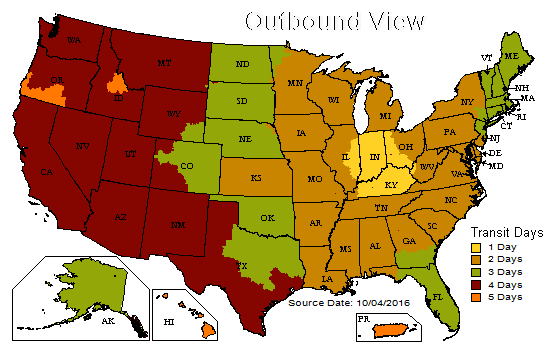 Outbound View
WA
MT
ND
MN
VT
ME
OR
ID
SD
WI
MI
NY
NH
MA
WY
IA
PA
RI
CT
NE
IL
IN
OH
NJ
NV
UT
CO
DE
MD
CA
KS
MO
KY
WV
VA
NC
TN
AZ
NM
OK
AR
SC
MS
AL
GA
TX
LA
FL
AK
HI
PR
Transit Days
1 Day
2 Days
3 Days
4 Days
5 Days
Source Date: 10/04/2016